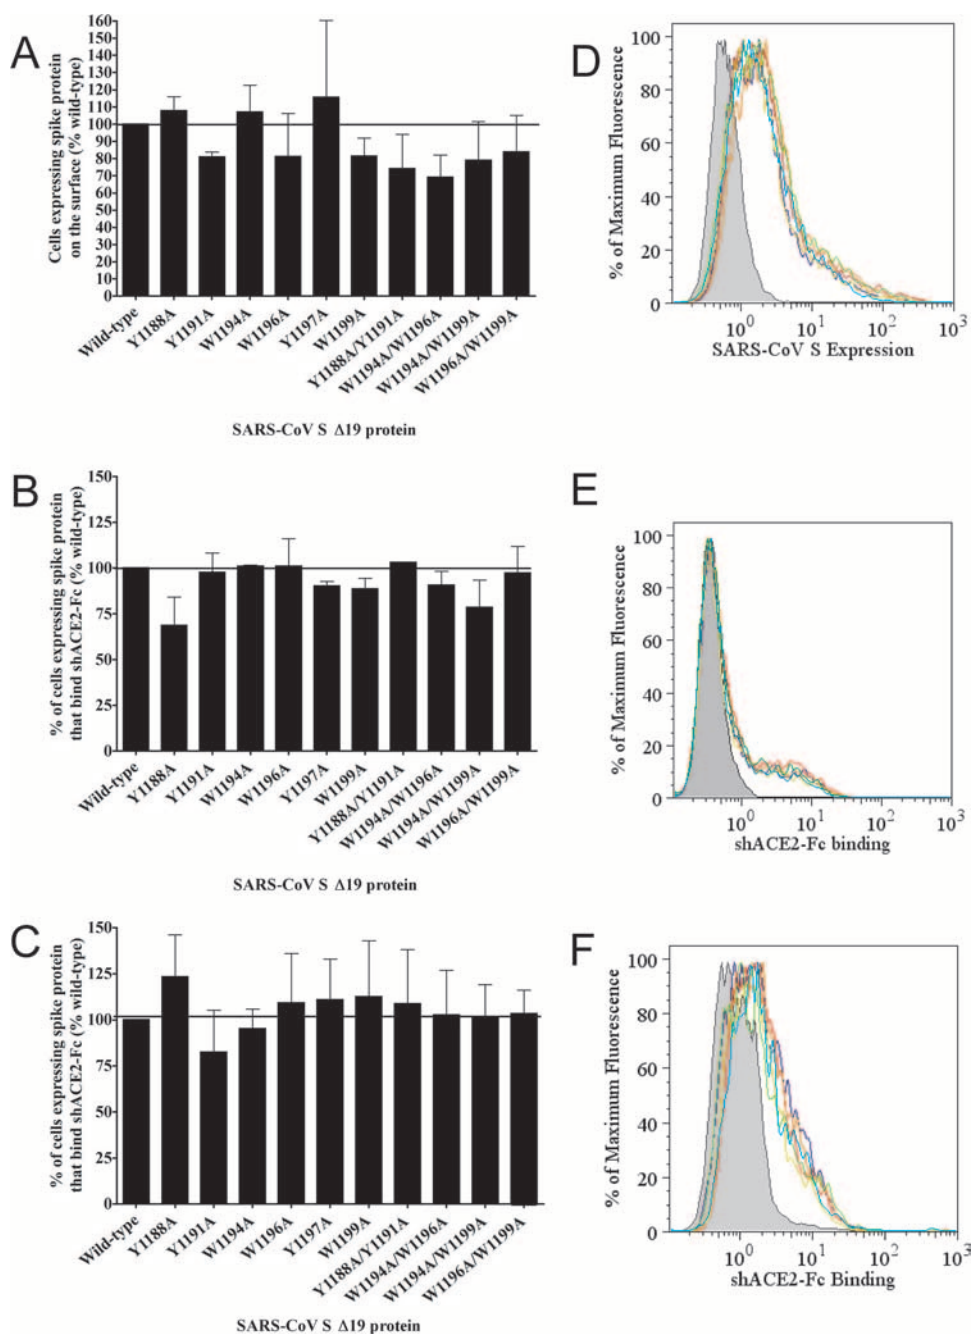 A
Cells expressing spike protein
on the surface (% wild-type)
160
150
140
130
120
110
100
90
80
70
60
50
40
30
20
10
0
Wild-type
Y1188A
Y1191A
W1194A
W1196A
Y1197A
W1199A
Y1188A/Y1191A
W1194A/W1196A
W1194A/W1199A
W1196A/W1199A
SARS-CoV S Δ19 protein
D
% of Maximum Fluorescence
100
80
60
40
20
0
10⁰ 10¹ 10² 10³
SARS-CoV S Expression
B
% of cells expressing spike protein
that bind shACE2-Fc (% wild-type)
150
125
100
75
50
25
0
Wild-type
Y1188A
Y1191A
W1194A
W1196A
Y1197A
W1199A
Y1188A/Y1191A
W1194A/W1196A
W1194A/W1199A
W1196A/W1199A
SARS-CoV S Δ19 protein
E
% of Maximum Fluorescence
100
80
60
40
20
0
10⁰ 10¹ 10² 10³
shACE2-Fc binding
C
% of cells expressing spike protein
that bind shACE2-Fc (% wild-type)
150
125
100
75
50
25
0
Wild-type
Y1188A
Y1191A
W1194A
W1196A
Y1197A
W1199A
Y1188A/Y1191A
W1194A/W1196A
W1194A/W1199A
W1196A/W1199A
SARS-CoV S Δ19 protein
F
% of Maximum Fluorescence
100
80
60
40
20
0
10⁰ 10¹ 10² 10³
shACE2-Fc Binding